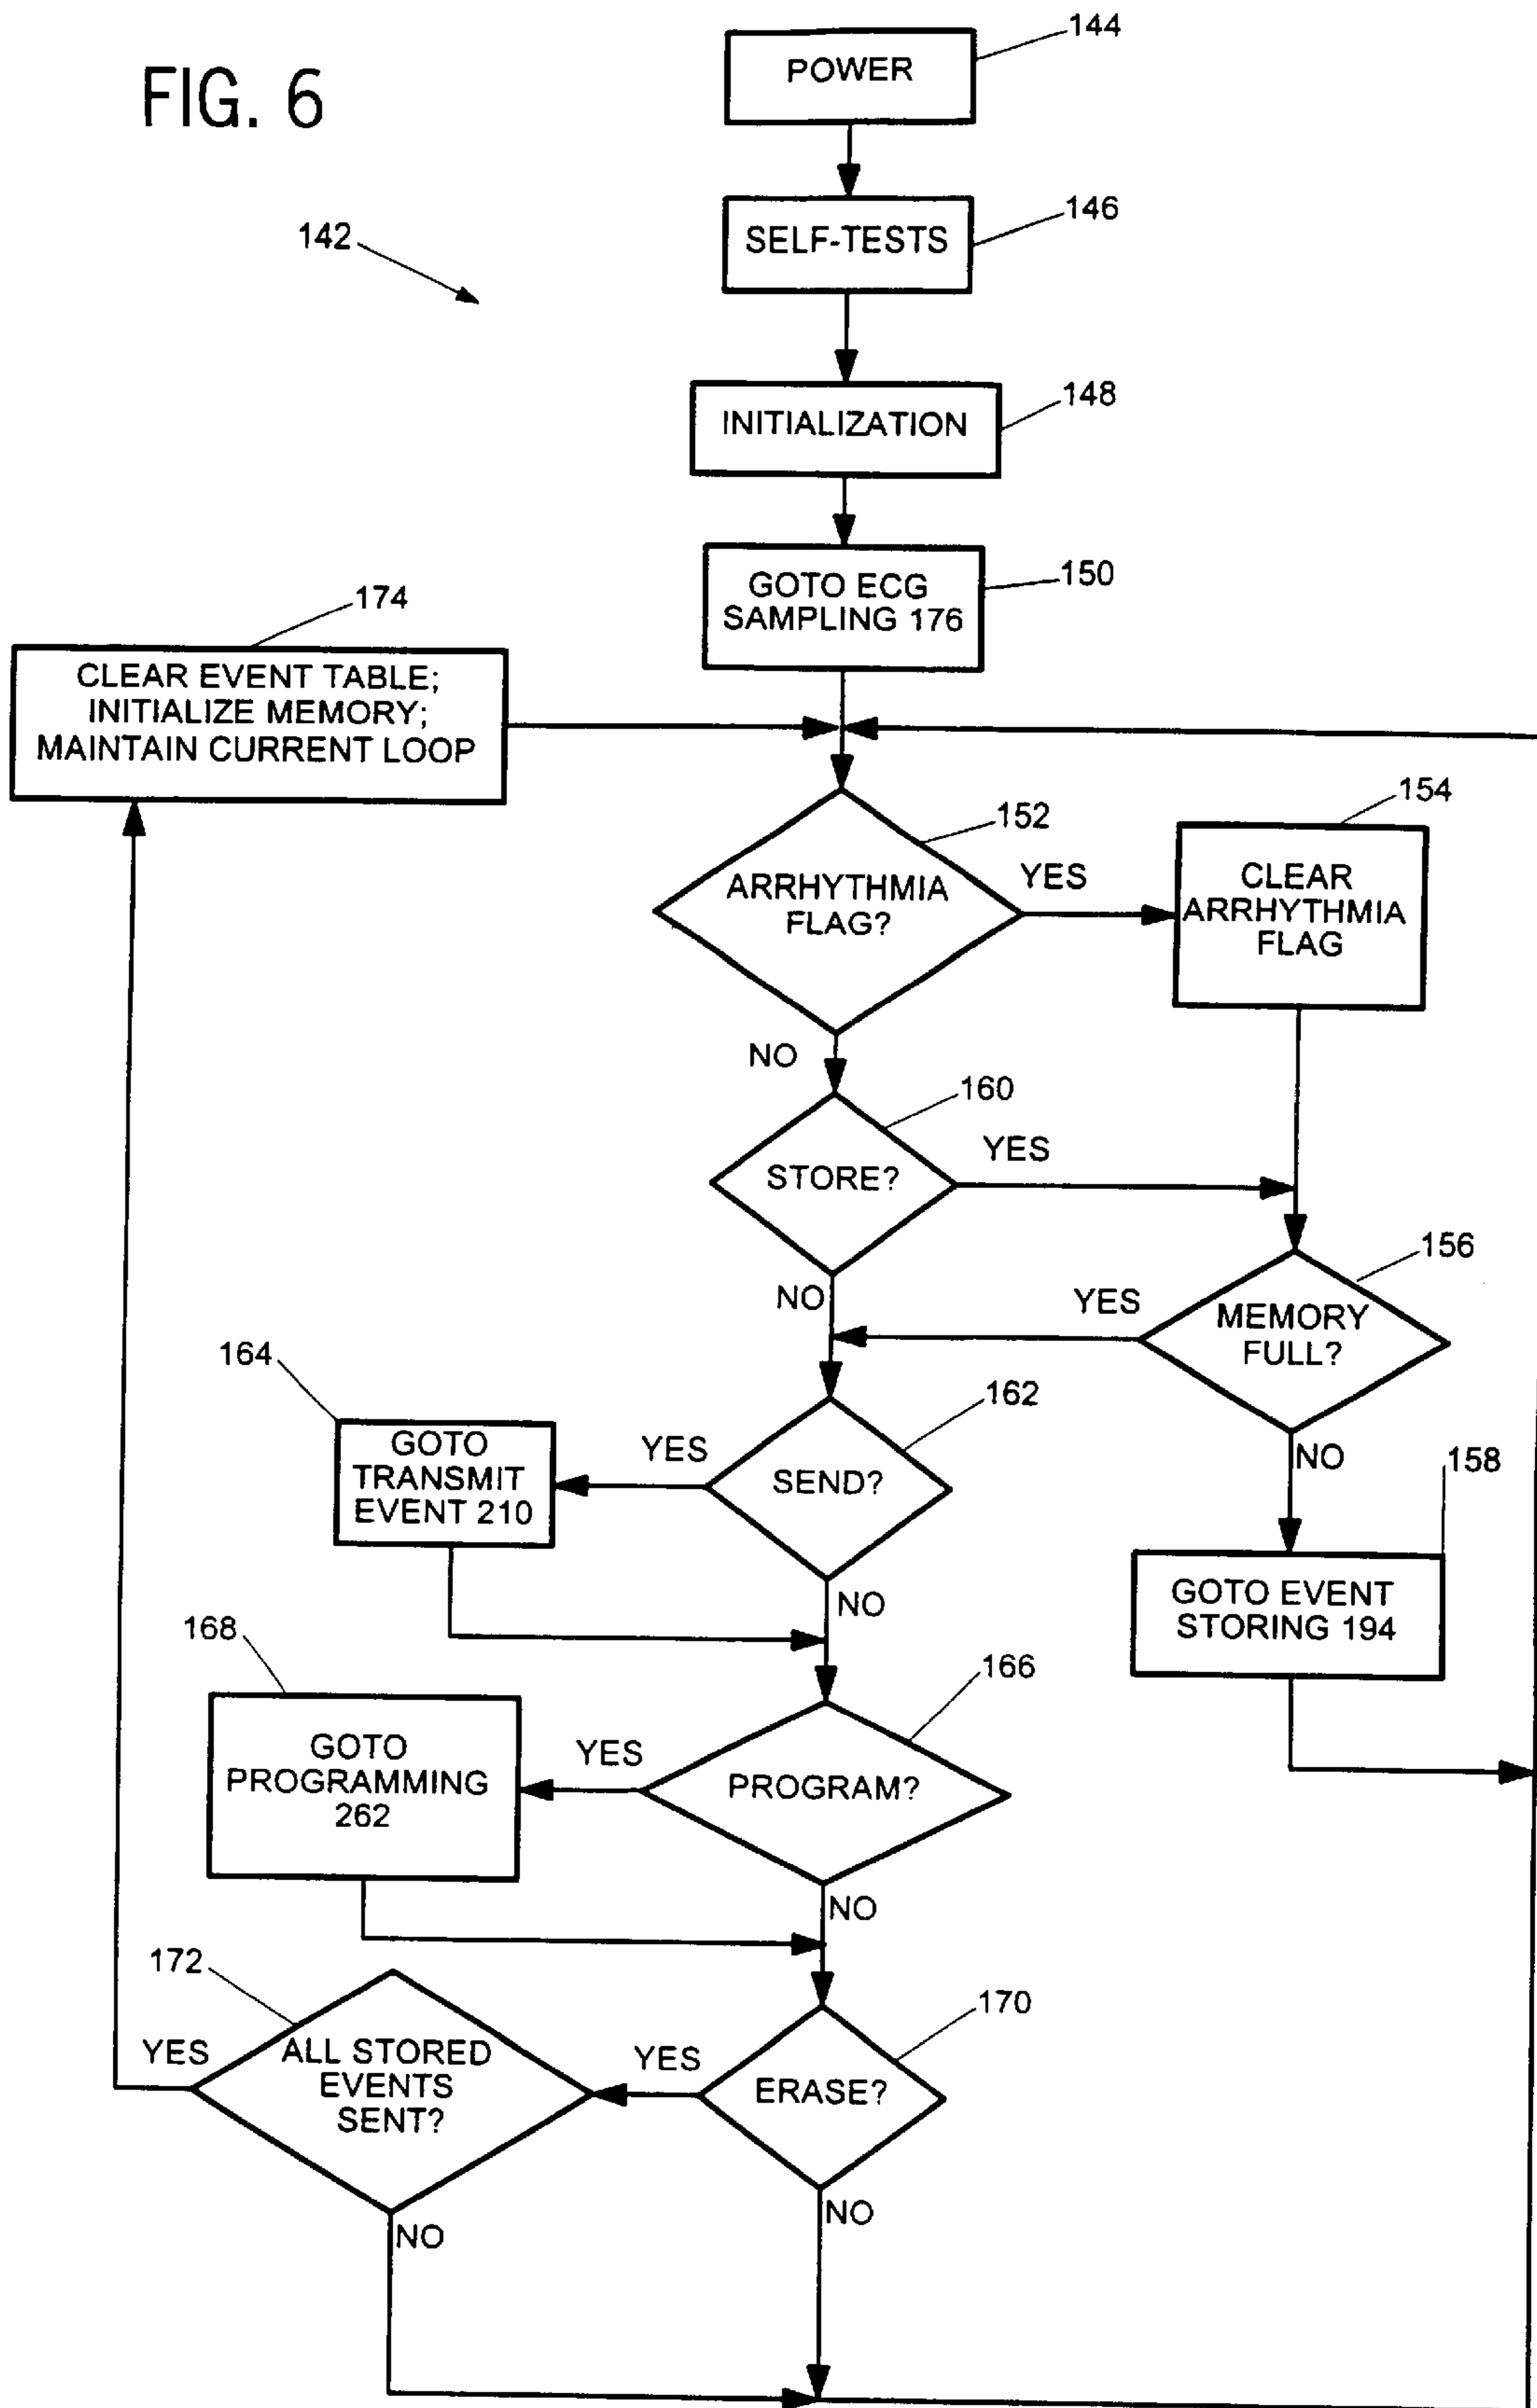 FIG. 6
144
POWER
146
SELF-TESTS
142
148
INITIALIZATION
150
GOTO ECG
SAMPLING 176
174
CLEAR EVENT TABLE;
INITIALIZE MEMORY;
MAINTAIN CURRENT LOOP
152
ARRHYTHMIA
FLAG?
YES
154
CLEAR
ARRHYTHMIA
FLAG
NO
160
STORE?
YES
156
MEMORY
FULL?
YES
NO
NO
158
GOTO EVENT
STORING 194
162
SEND?
YES
164
GOTO
TRANSMIT
EVENT 210
NO
166
PROGRAM?
YES
168
GOTO
PROGRAMMING
262
NO
170
ERASE?
YES
172
ALL STORED
EVENTS
SENT?
YES
NO
NO